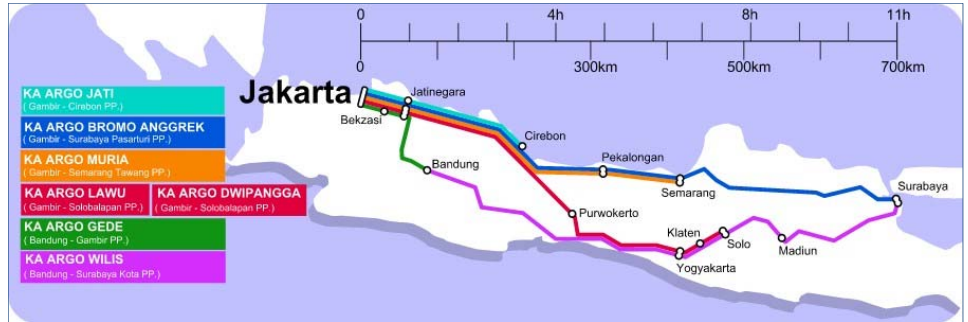 0 4h 8h 11h
0 300km 500km 700km
KA ARGO JATI
( Gambir - Cirebon PP.)
KA ARGO BROMO ANGGREK
( Gambir - Surabaya Pasarturi PP.)
KA ARGO MURIA
( Gambir - Semarang Tawang PP.)
KA ARGO LAWU
( Gambir - Solobalapan PP.)
KA ARGO DWIPANGGA
( Gambir - Solobalapan PP.)
KA ARGO GEDE
( Bandung - Gambir PP.)
KA ARGO WILIS
( Bandung - Surabaya Kota PP.)
Jakarta
Jatinegara
Bekzasi
Cirebon
Bandung
Pekalongan
Semarang
Surabaya
Purwokerto
Klaten
Solo
Madiun
Yogyakarta